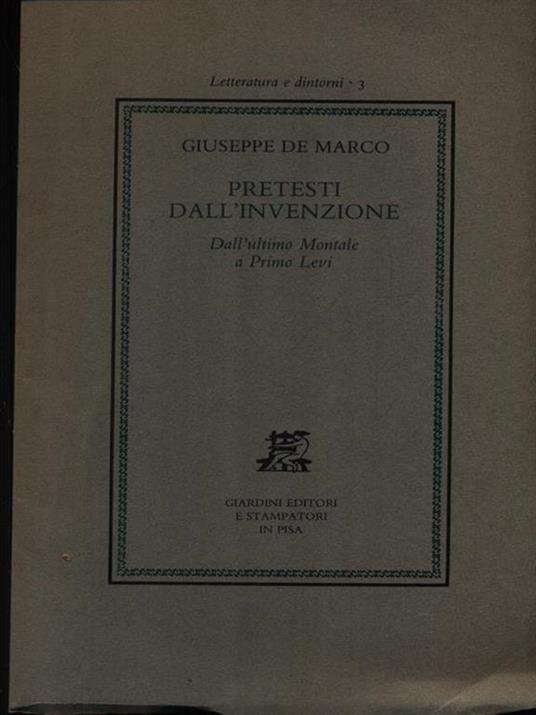 Letteratura e dintorni · 3
GIUSEPPE DE MARCO
PRETESTI
DALL'INVENZIONE
Dall'ultimo Montale
a Primo Levi
GIARDINI EDITORI
E STAMPATORI
IN PISA